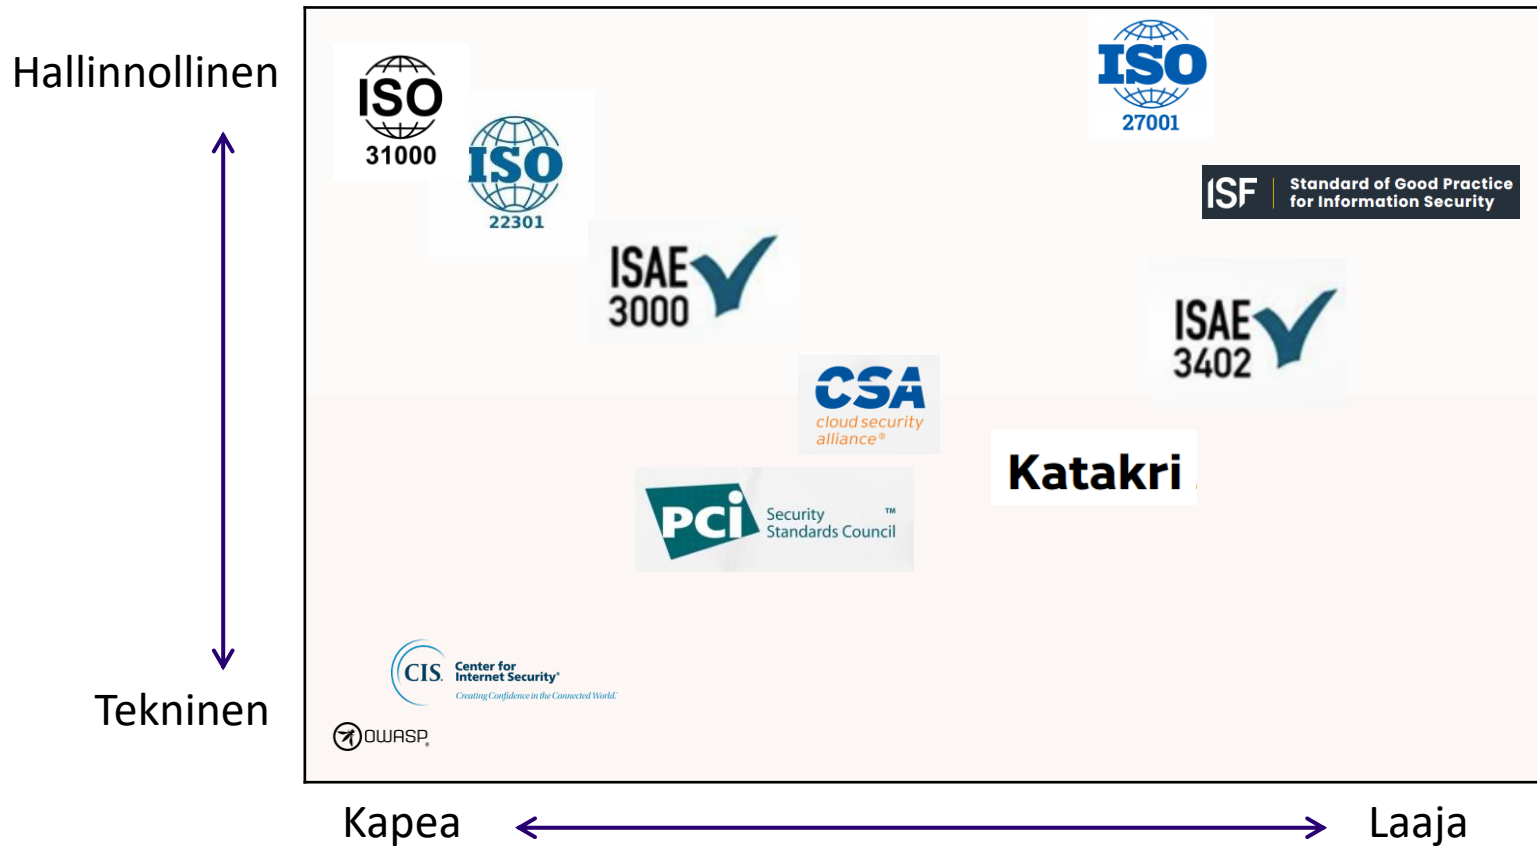 Hallinnollinen
ISO
31000
ISO
22301
ISO
27001
ISF
Standard of Good Practice
for Information Security
ISAE
3000
ISAE
3402
CSA
cloud security
alliance®
Katakri
PCi
Security ™
Standards Council
CIS.
Center for
Internet Security®
Creating Confidence in the Connected World.
Tekninen
OWASP®
Kapea
Laaja